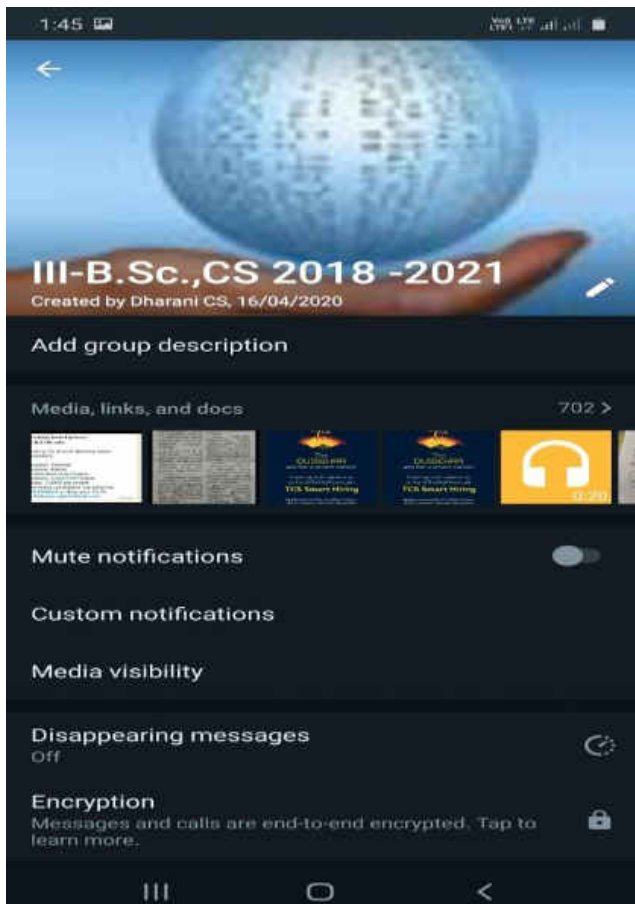 1:45
III-B.Sc.,CS 2018 -2021
Created by Dharani CS, 16/04/2020
Add group description
Media, links, and docs 702 >
TCS Smart Hiring TCS Smart Hiring 0:20
Mute notifications
Custom notifications
Media visibility
Disappearing messages
Off
Encryption
Messages and calls are end-to-end encrypted. Tap to
learn more.